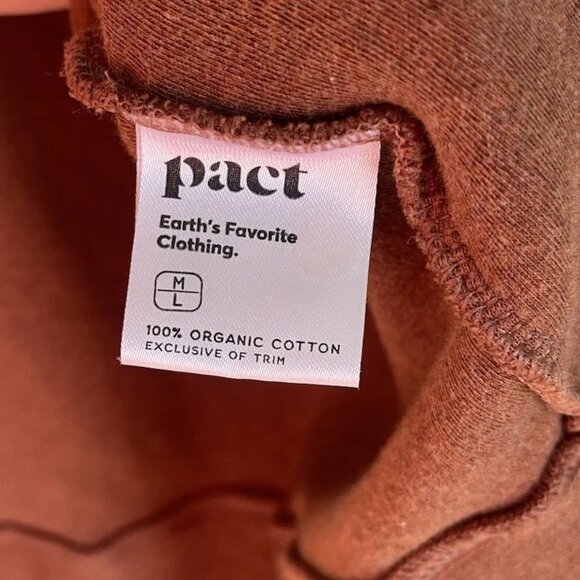 pact
Earth's Favorite
Clothing.
M
L
100% ORGANIC COTTON
EXCLUSIVE OF TRIM